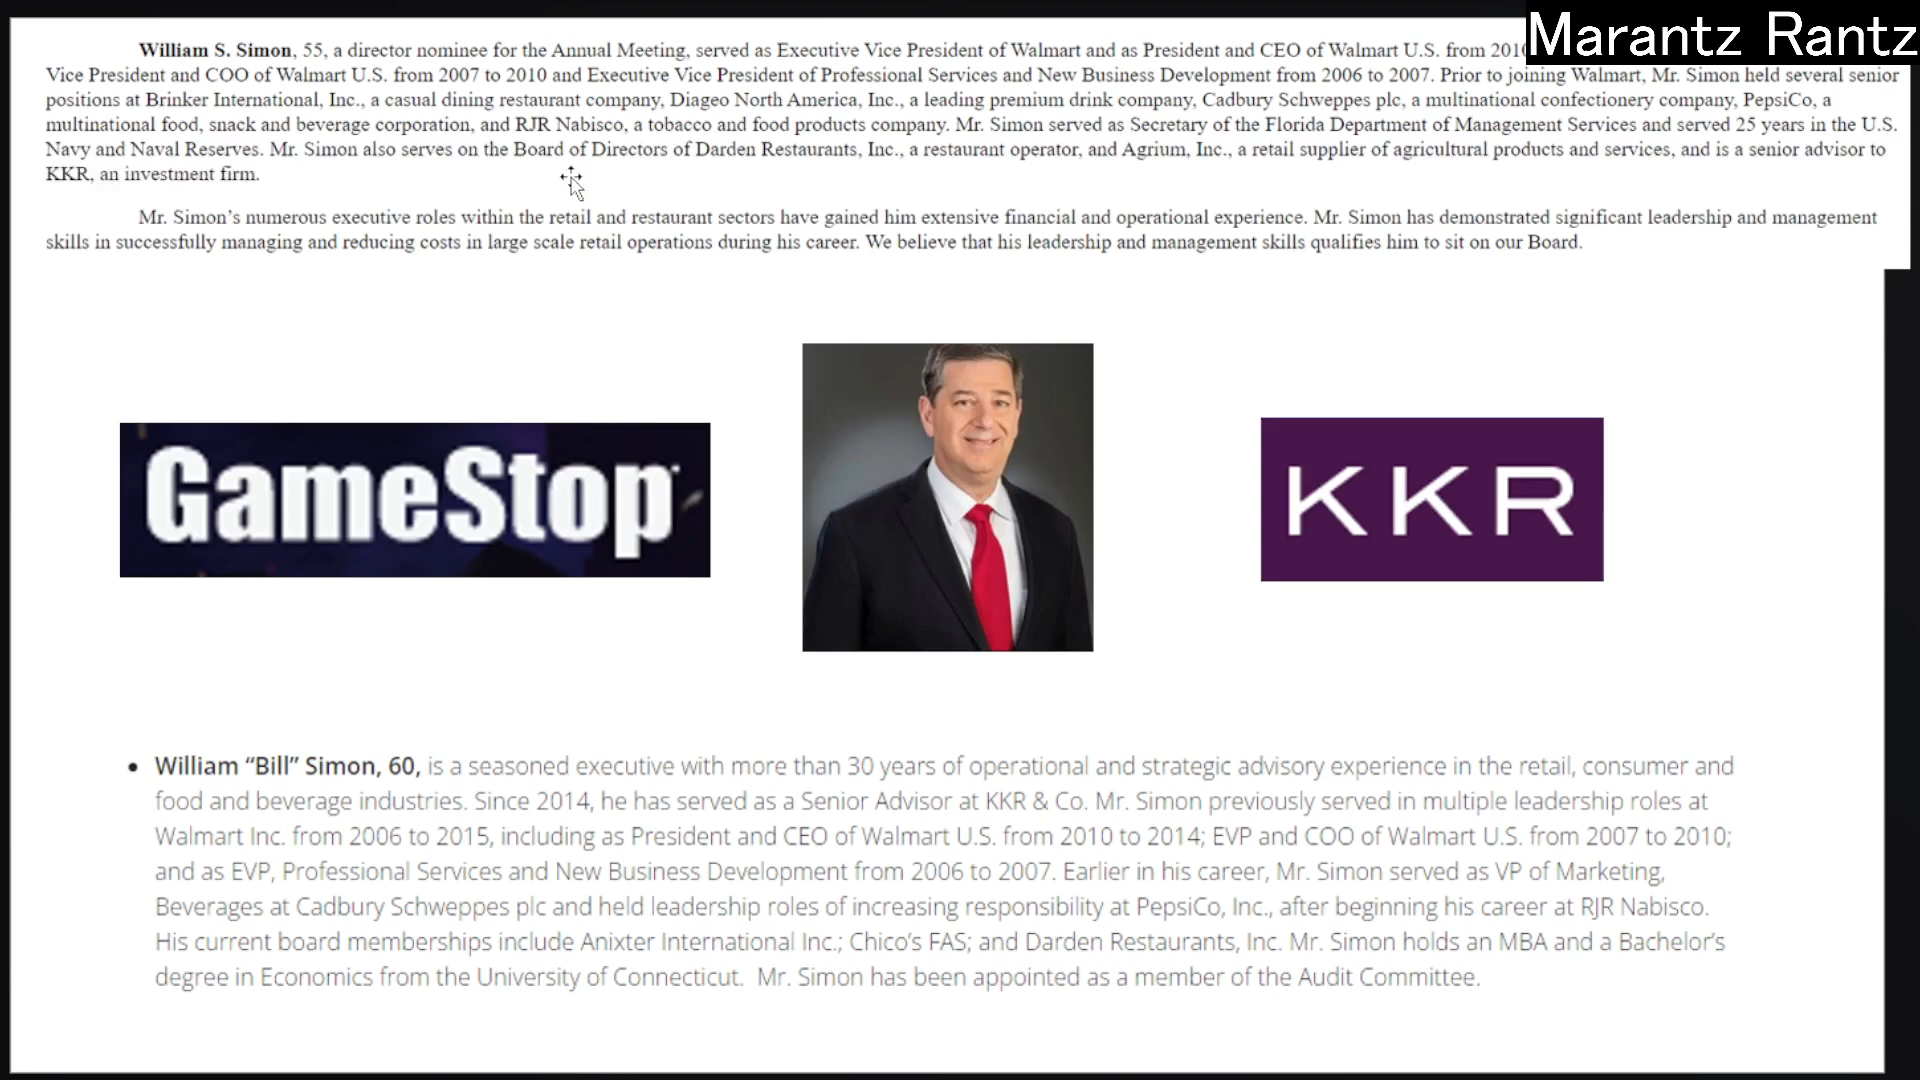 Marantz Rantz
William S. Simon, 55, a director nominee for the Annual Meeting, served as Executive Vice President of Walmart and as President and CEO of Walmart U.S. from 2010
Vice President and COO of Walmart U.S. from 2007 to 2010 and Executive Vice President of Professional Services and New Business Development from 2006 to 2007. Prior to joining Walmart, Mr. Simon held several senior
positions at Brinker International, Inc., a casual dining restaurant company, Diageo North America, Inc., a leading premium drink company, Cadbury Schweppes plc, a multinational confectionery company, PepsiCo, a
multinational food, snack and beverage corporation, and RJR Nabisco, a tobacco and food products company. Mr. Simon served as Secretary of the Florida Department of Management Services and served 25 years in the U.S.
Navy and Naval Reserves. Mr. Simon also serves on the Board of Directors of Darden Restaurants, Inc., a restaurant operator, and Agrium, Inc., a retail supplier of agricultural products and services, and is a senior advisor to
KKR, an investment firm.
Mr. Simon's numerous executive roles within the retail and restaurant sectors have gained him extensive financial and operational experience. Mr. Simon has demonstrated significant leadership and management
skills in successfully managing and reducing costs in large scale retail operations during his career. We believe that his leadership and management skills qualifies him to sit on our Board.
GameStop
KKR
• William “Bill” Simon, 60, is a seasoned executive with more than 30 years of operational and strategic advisory experience in the retail, consumer and
food and beverage industries. Since 2014, he has served as a Senior Advisor at KKR & Co. Mr. Simon previously served in multiple leadership roles at
Walmart Inc. from 2006 to 2015, including as President and CEO of Walmart U.S. from 2010 to 2014; EVP and COO of Walmart U.S. from 2007 to 2010;
and as EVP, Professional Services and New Business Development from 2006 to 2007. Earlier in his career, Mr. Simon served as VP of Marketing,
Beverages at Cadbury Schweppes plc and held leadership roles of increasing responsibility at PepsiCo, Inc., after beginning his career at RJR Nabisco.
His current board memberships include Anixter International Inc.; Chico’s FAS; and Darden Restaurants, Inc. Mr. Simon holds an MBA and a Bachelor’s
degree in Economics from the University of Connecticut. Mr. Simon has been appointed as a member of the Audit Committee.